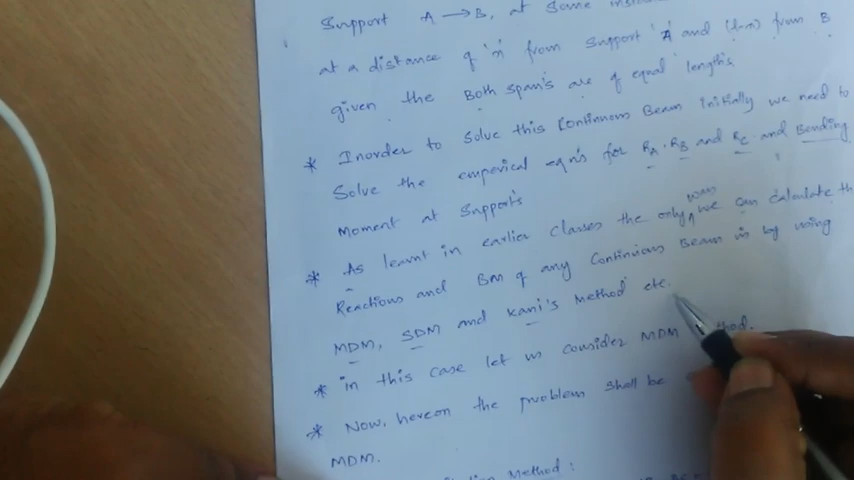 Support A → B, at some
at a distance of 'x' from Support 'A' and (l-x) from B
given the Both span's are of equal lengths
* Inorder to solve this Continuous Beam initially we need to
Solve the emperical eqn's for RA, RB and RC and Bending
Moment at Supports
* As learnt in earlier classes the only way we can calculate th
Reactions and BM of any Continuous Beam is by using
MDM, SDM and Kani's Method etc.
* in this case let us consider MDM
* Now, hereon the problem shall be
MDM.
Method :